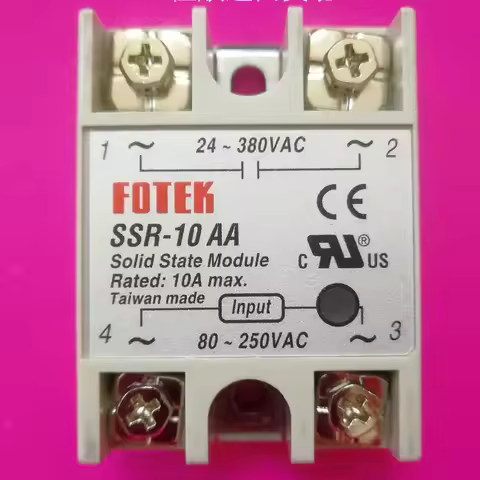 1 ~ 24 ~ 380VAC ~ 2
FOTEK
CE
SSR-10 AA
c RU ® US
Solid State Module
Rated: 10A max.
Taiwan made
Input
4 ~ 80 ~ 250VAC ~ 3